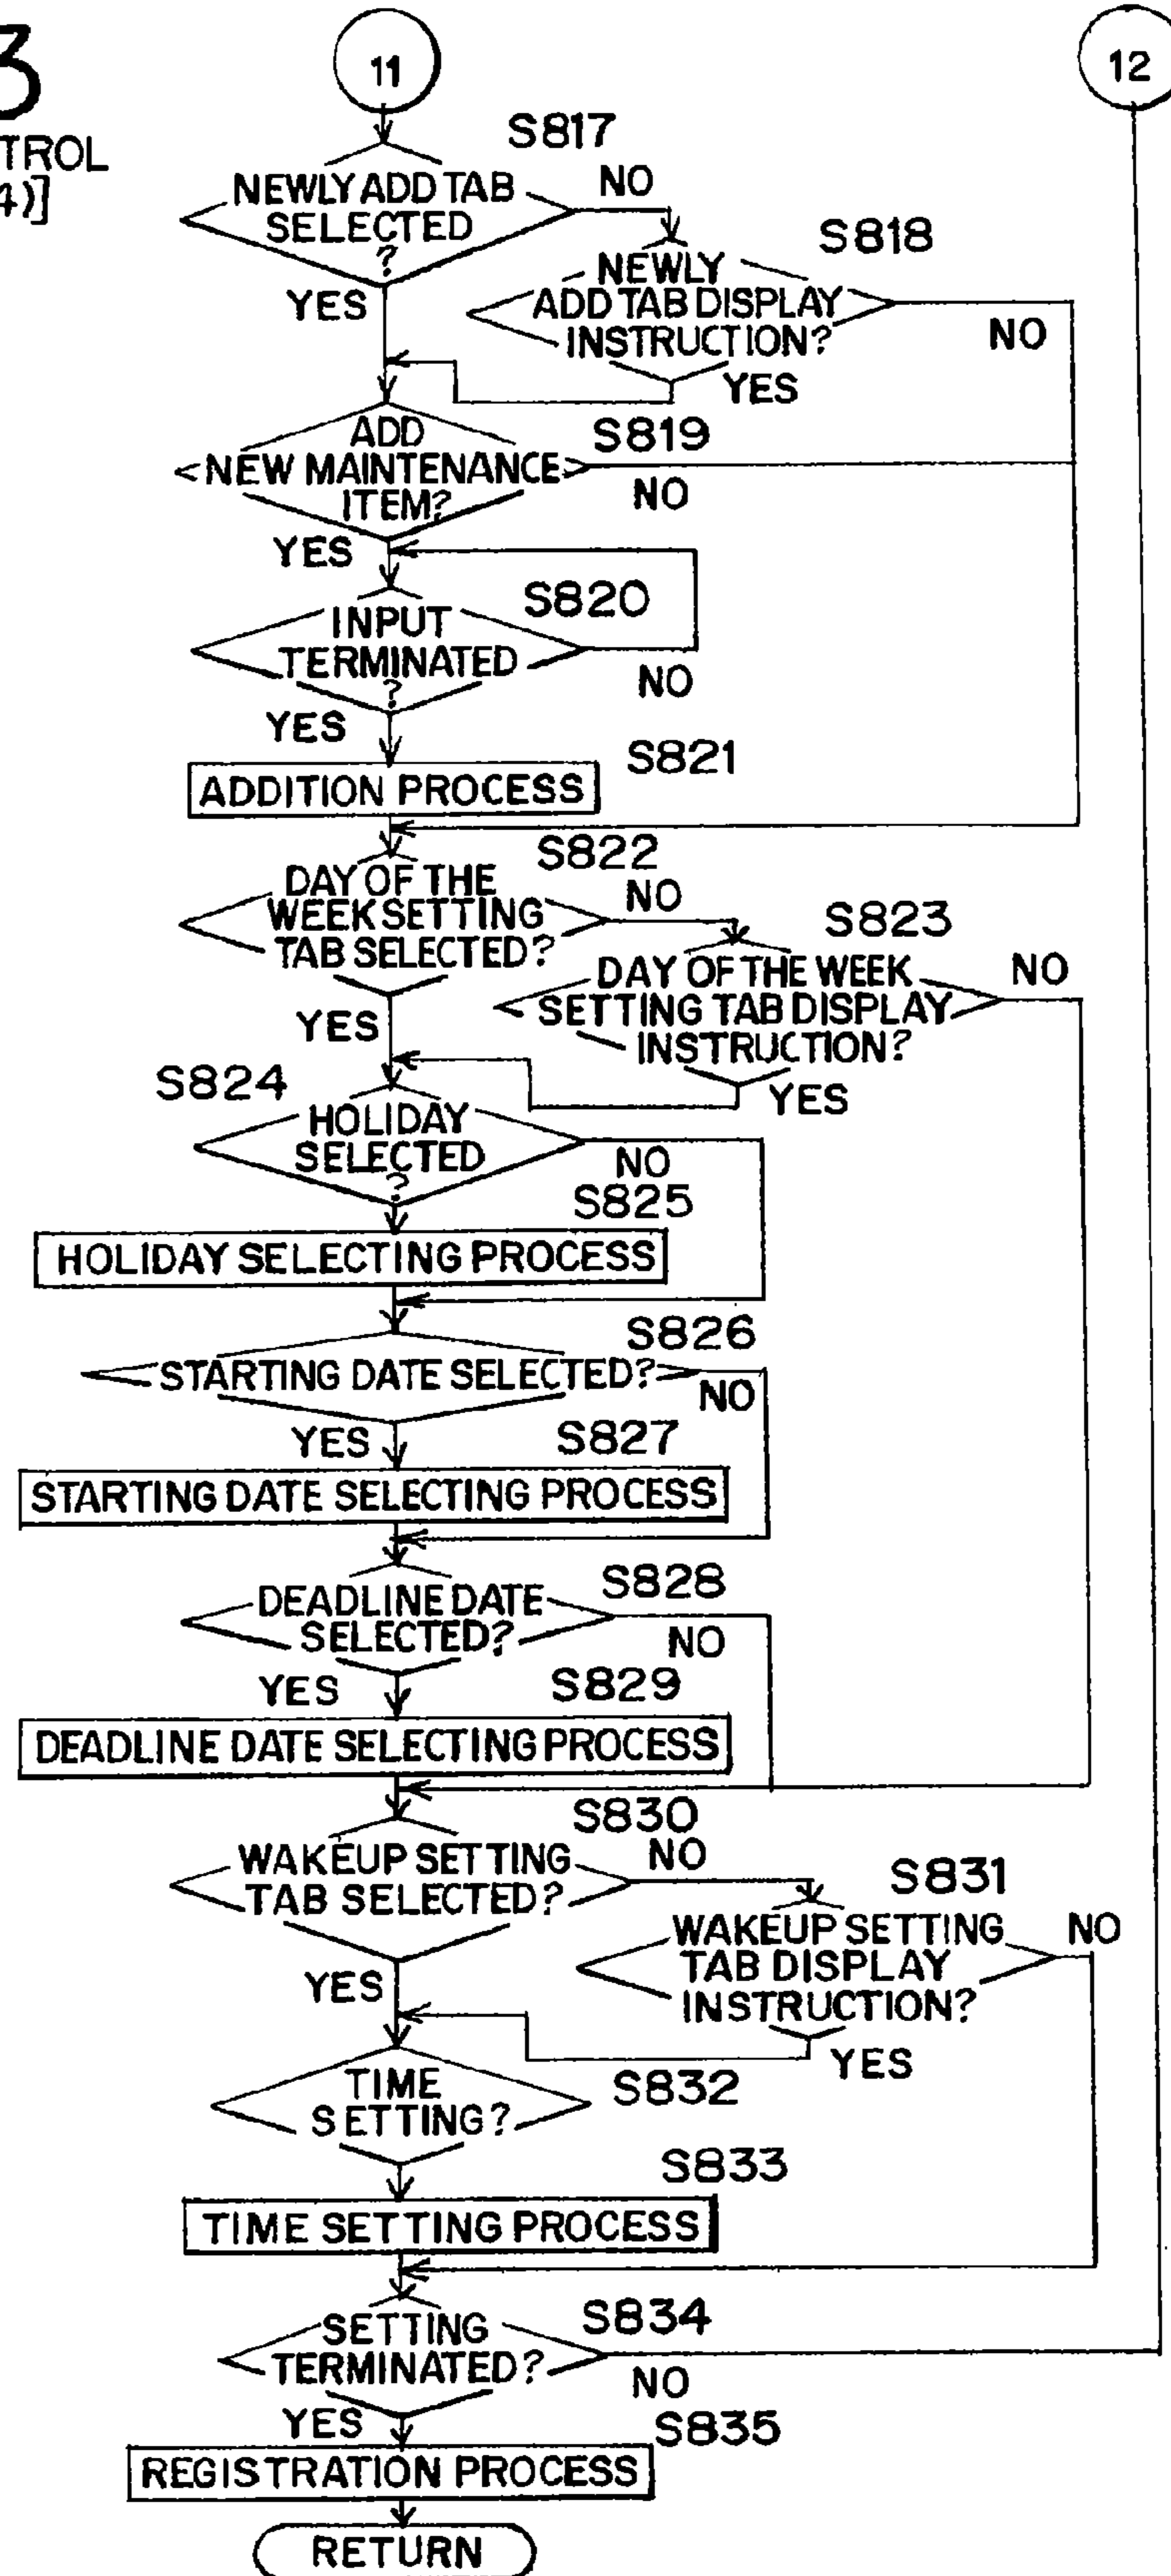 3
TROL
4)]
11
12
S817
NEWLY ADD TAB
SELECTED
?
NO
YES
S818
NEWLY
ADD TAB DISPLAY
INSTRUCTION?
NO
YES
S819
ADD
NEW MAINTENANCE
ITEM?
NO
YES
S820
INPUT
TERMINATED
?
NO
YES
S821
ADDITION PROCESS
S822
DAY OF THE
WEEK SETTING
TAB SELECTED?
NO
YES
S823
DAY OF THE WEEK
SETTING TAB DISPLAY
INSTRUCTION?
NO
YES
S824
HOLIDAY
SELECTED
?
NO
S825
HOLIDAY SELECTING PROCESS
S826
STARTING DATE SELECTED?
NO
YES
S827
STARTING DATE SELECTING PROCESS
S828
DEADLINE DATE
SELECTED?
NO
YES
S829
DEADLINE DATE SELECTING PROCESS
S830
WAKEUP SETTING
TAB SELECTED?
NO
YES
S831
WAKEUP SETTING
TAB DISPLAY
INSTRUCTION?
NO
YES
S832
TIME
SETTING?
S833
TIME SETTING PROCESS
S834
SETTING
TERMINATED?
NO
YES
S835
REGISTRATION PROCESS
RETURN